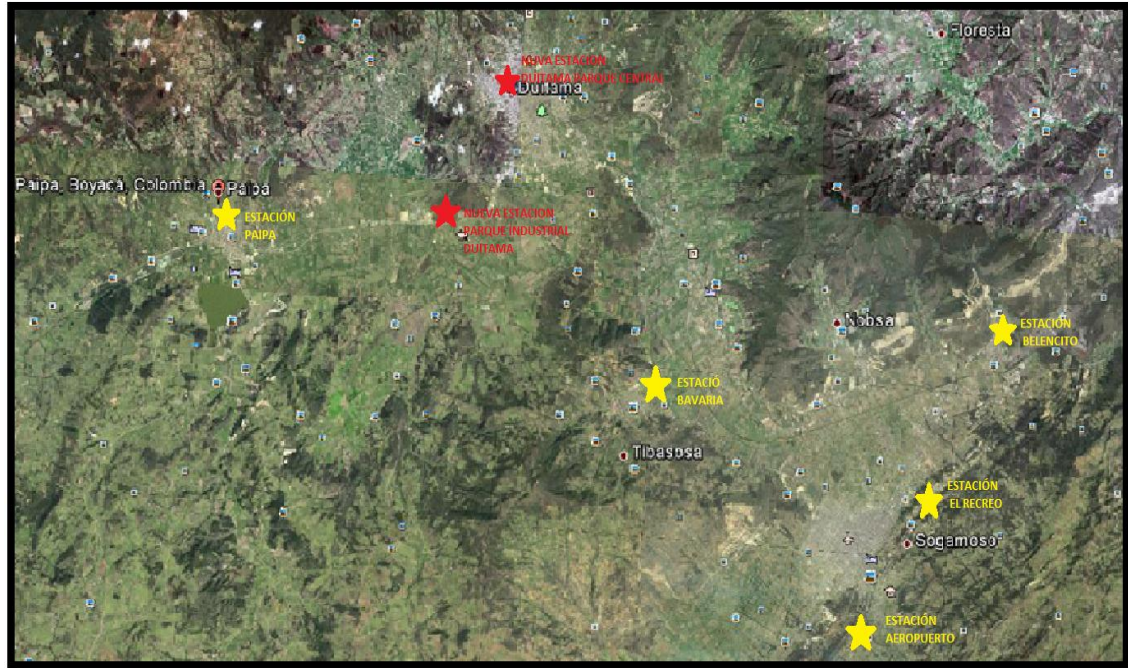 Floresta
NUVA ESTACION
DUITAMA PARQUE CENTRAL
Duitama
Paipa, Boyacá, Colombia
Paipa
ESTACIÓN
PAIPA
NUEVA ESTACION
PARQUE INDUSTRIAL
DUITAMA
Nobsa
ESTACIÓN
BELENCITO
ESTACIÓ
BAVARIA
Tibasosa
ESTACIÓN
EL RECREO
Sogamoso
ESTACIÓN
AEROPUERTO